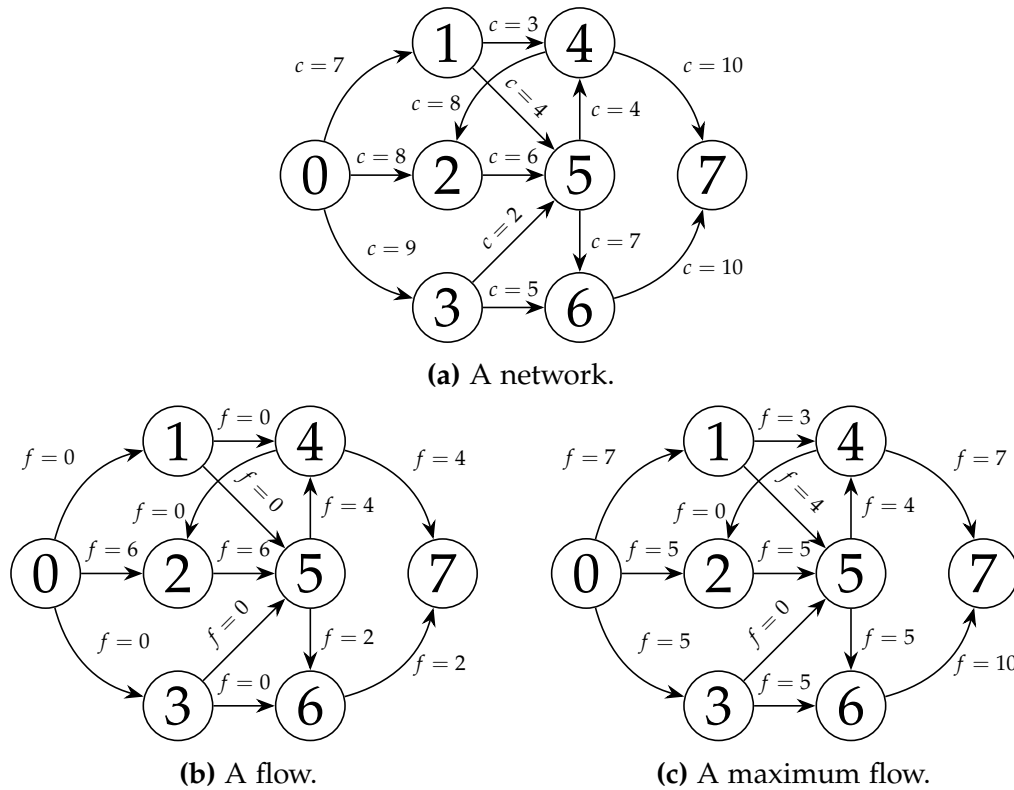 c = 3
1
4
c = 7
c = 10
c = 8
c = 4
c = 4
c = 8
c = 6
0
2
5
7
c = 2
c = 9
c = 7
c = 10
c = 5
3
6
(a) A network.
f = 0
1
4
f = 0
f = 4
f = 0
f = 0
f = 4
f = 6
f = 6
0
2
5
7
f = 0
f = 0
f = 2
f = 2
f = 0
3
6
(b) A flow.
f = 3
1
4
f = 7
f = 7
f = 4
f = 0
f = 4
f = 5
f = 5
0
2
5
7
f = 0
f = 5
f = 5
f = 10
f = 5
3
6
(c) A maximum flow.